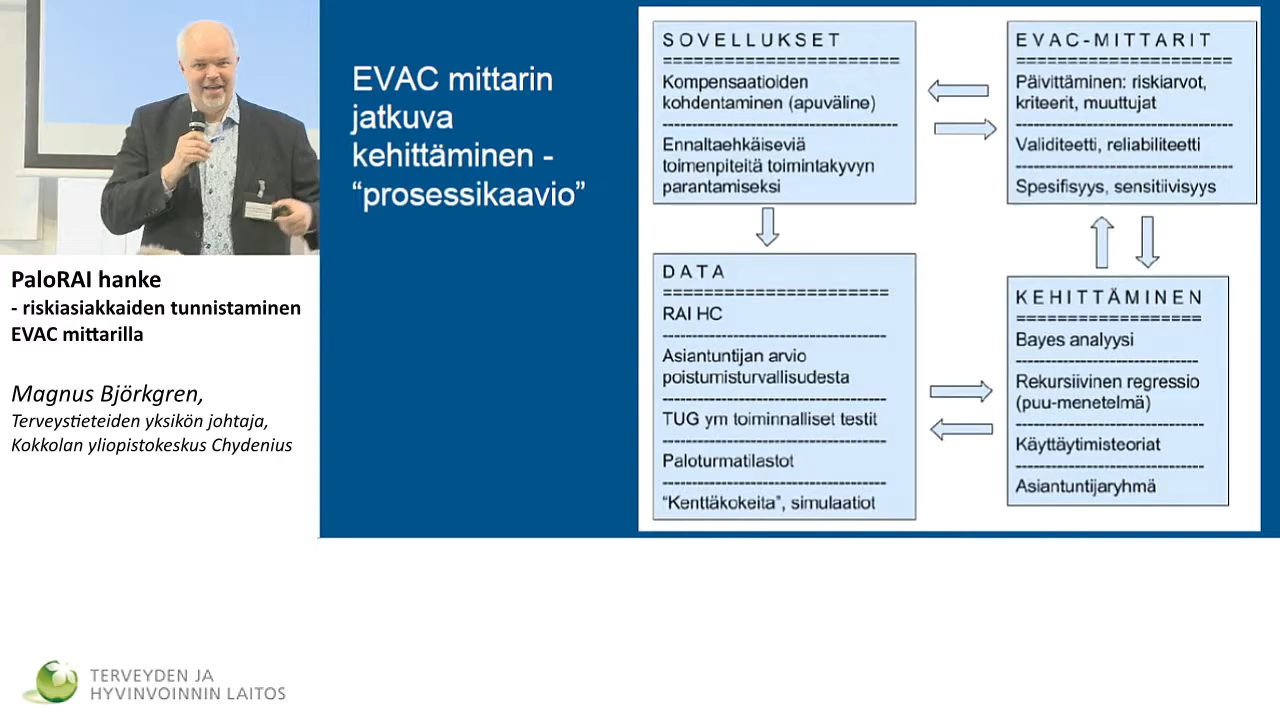 PaloRAI hanke
- riskiasiakkaiden tunnistaminen
EVAC mittarilla
Magnus Björkgren,
Terveystieteiden yksikön johtaja,
Kokkolan yliopistokeskus Chydenius
TERVEYDEN JA
HYVINVOINNIN LAITOS
EVAC mittarin
jatkuva
kehittäminen -
“prosessikaavio”
SOVELLUKSET
=======================
Kompensaatioiden
kohdentaminen (apuväline)
----------------------------------------
Ennaltaehkäiseviä
toimenpiteitä toimintakyvyn
parantamiseksi
EVAC-MITTARIT
=====================
Päivittäminen: riskiarvot,
kriteerit, muuttujat
-------------------------------------
Validiteetti, reliabiliteetti
-------------------------------------
Spesifisyys, sensitiivisyys
DATA
======================
RAI HC
--------------------------------------
Asiantuntijan arvio
poistumisturvallisudesta
--------------------------------------
TUG ym toiminnalliset testit
--------------------------------------
Paloturmatilastot
--------------------------------------
“Kenttäkokeita”, simulaatiot
KEHITTÄMINEN
==================
Bayes analyysi
-------------------------------
Rekursiivinen regressio
(puu-menetelmä)
--------------------------------
Käyttäytimisteoriat
--------------------------------
Asiantuntijaryhmä